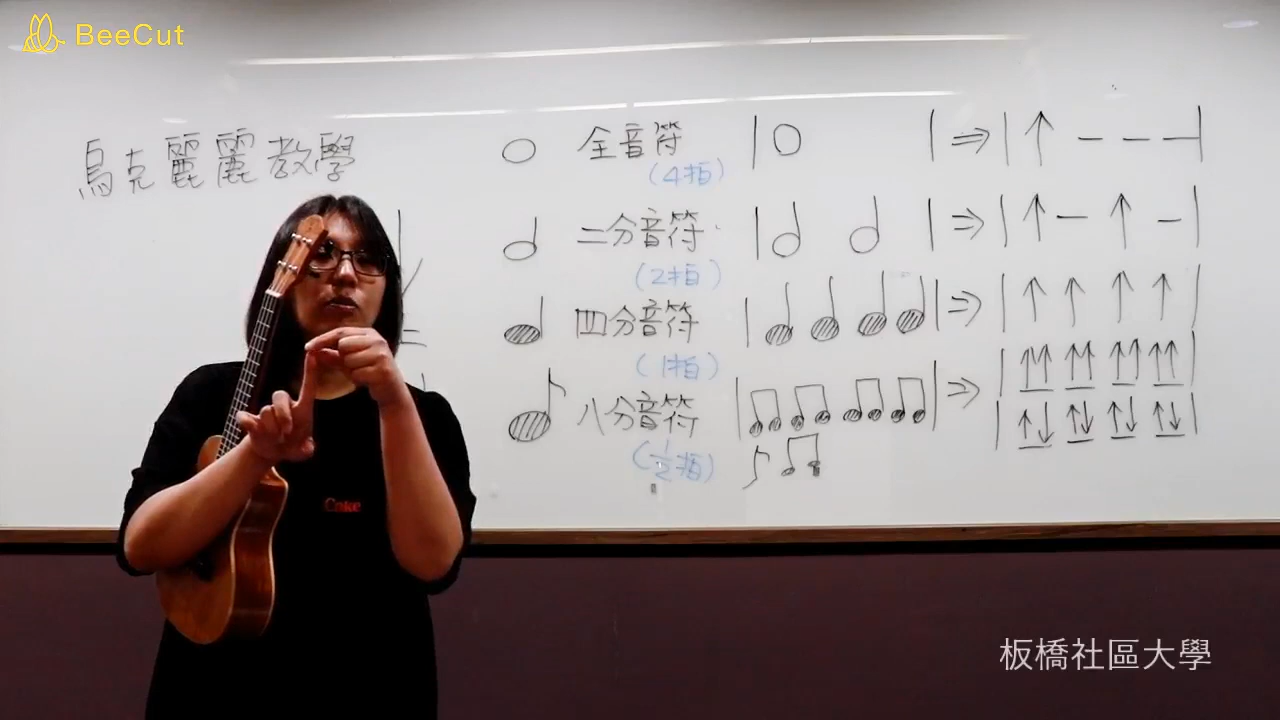 BeeCut
烏克麗麗教學
全音符
(4拍)
二分音符
(2拍)
四分音符
(1拍)
八分音符
(½拍)
Coke
板橋社區大學